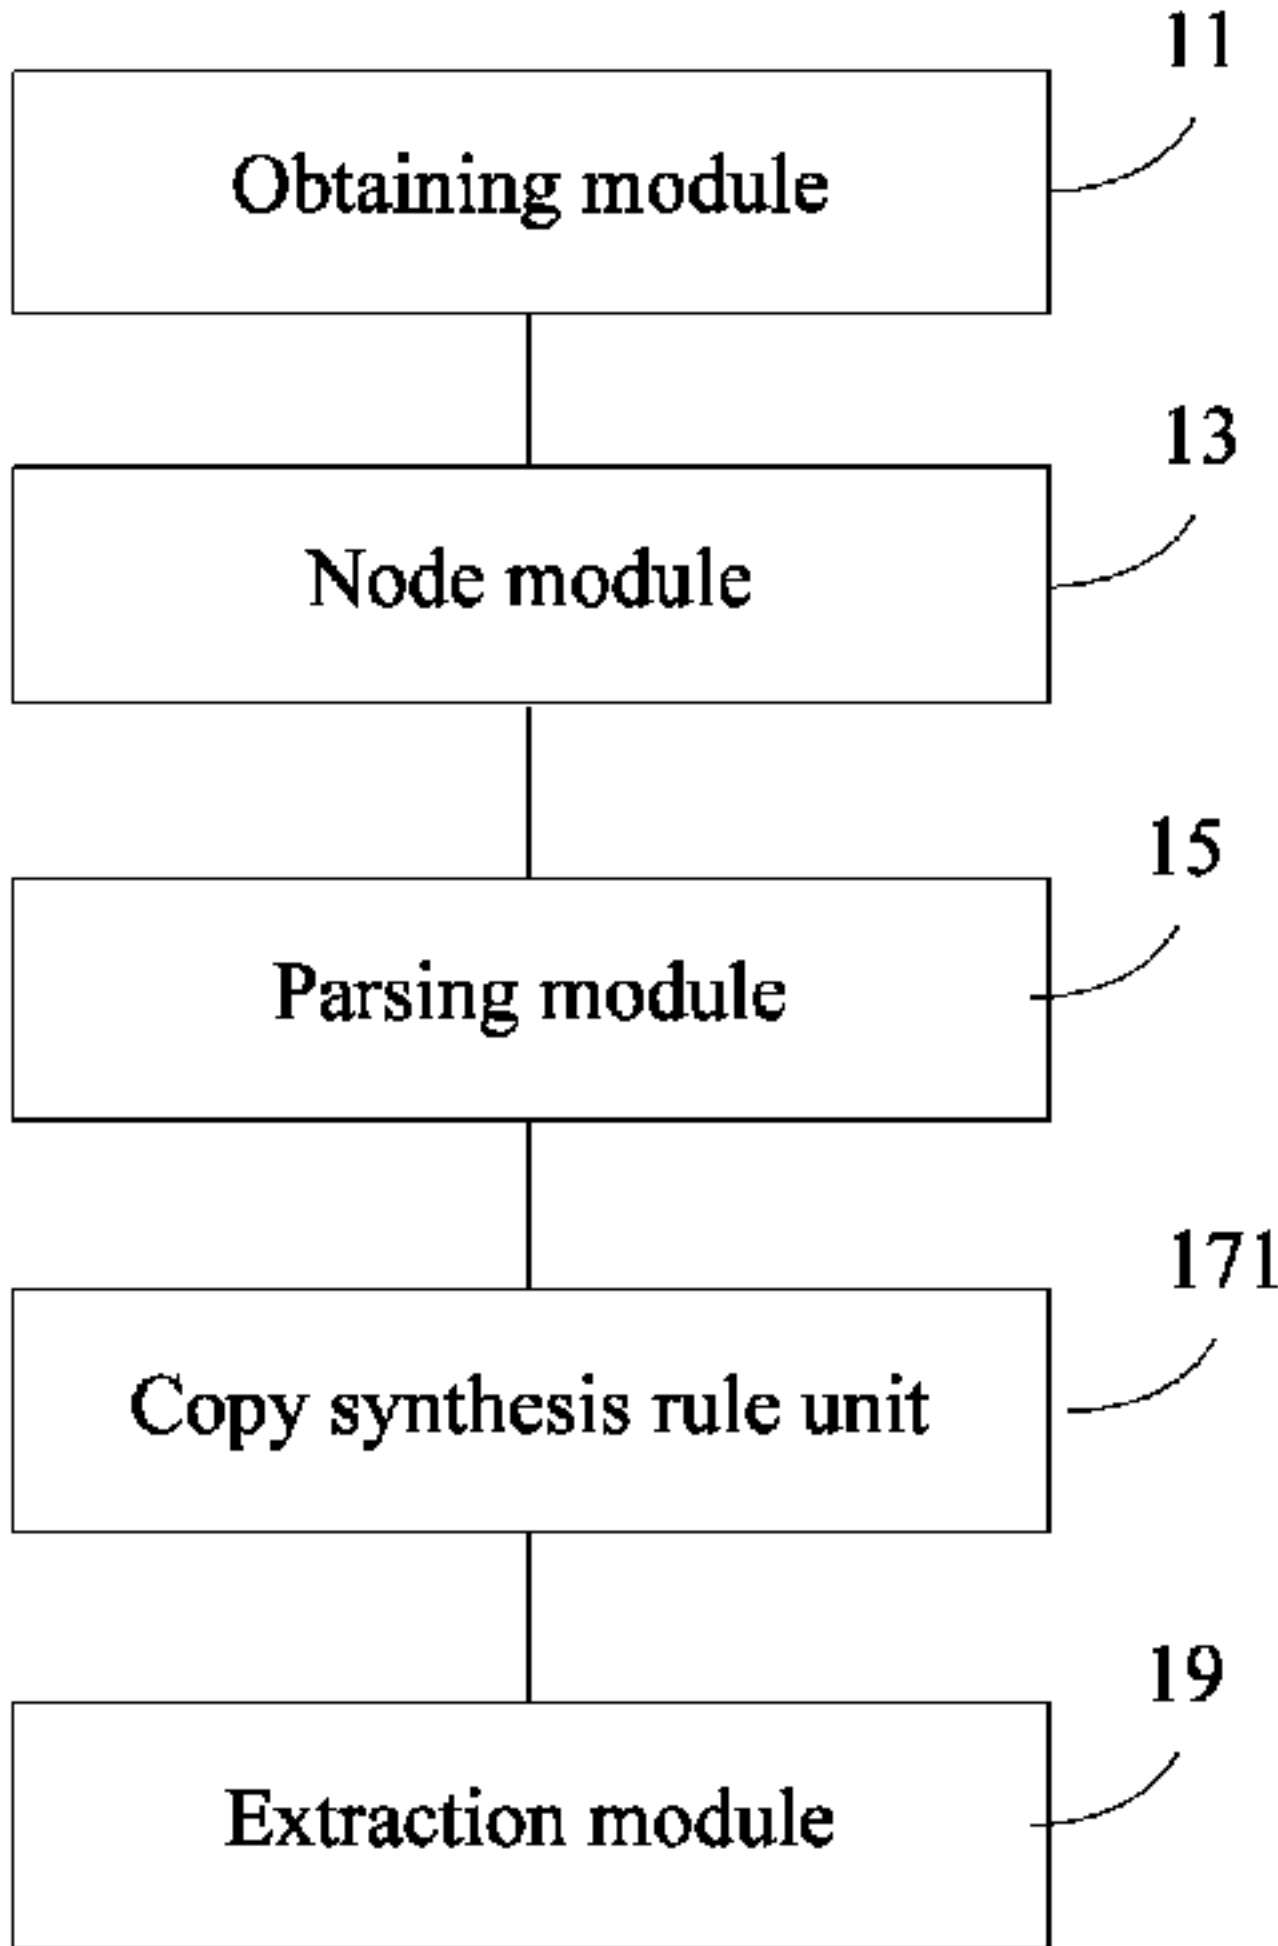 11
Obtaining module
13
Node module
15
Parsing module
171
Copy synthesis rule unit
19
Extraction module